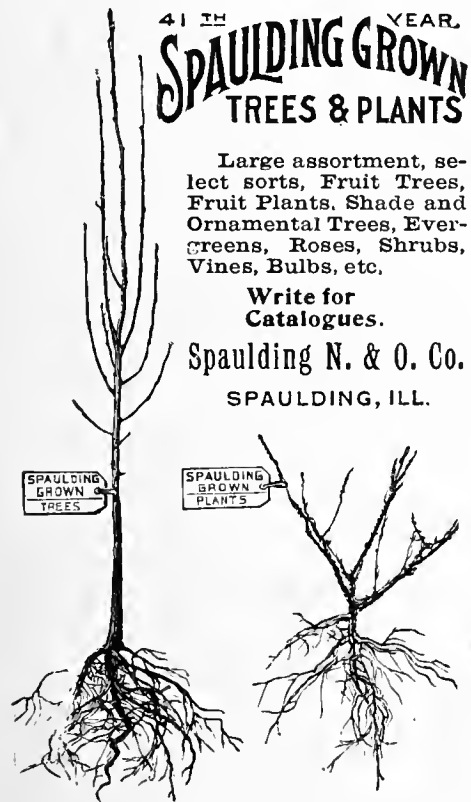 41TH YEAR.
SPAULDING GROWN
TREES & PLANTS
Large assortment, se-
lect sorts, Fruit Trees,
Fruit Plants. Shade and
Ornamental Trees, Ever-
greens, Roses, Shrubs,
Vines, Bulbs, etc.
Write for
Catalogues.
Spaulding N. & O. Co.
SPAULDING, ILL.
SPAULDING
GROWN
TREES
SPAULDING
GROWN
PLANTS